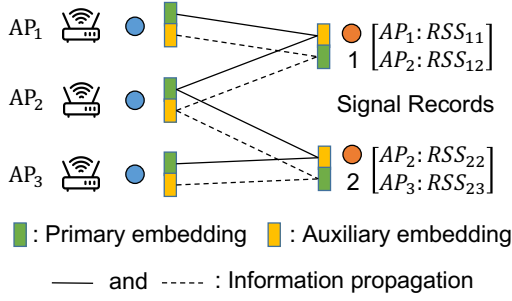 AP₁
1 [AP₁: RSS₁₁
AP₂: RSS₁₂]
AP₂
Signal Records
AP₃
2 [AP₂: RSS₂₂
AP₃: RSS₂₃]
: Primary embedding : Auxiliary embedding
and : Information propagation